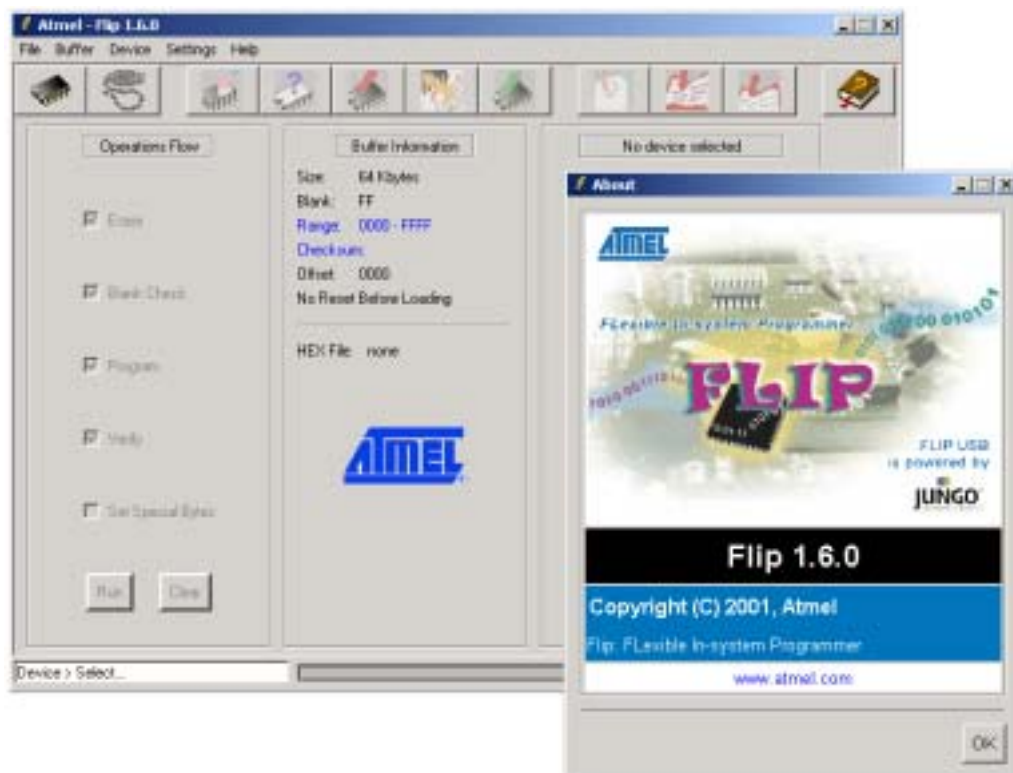 Atmel - Flip 1.6.0
File Buffer Device Settings Help
Operations Flow
Erase
Blank Check
Program
Verify
Set Special Bytes
Run Clear
Buffer Information
Size: 64 Kbytes
Blank: FF
Range: 0000 - FFFF
Checksum:
Offset: 0000
No Reset Before Loading
HEX File: none
ATMEL
No device selected
Device > Select...
About
ATMEL
FLexible In-system Programmer
FLIP
FLIP USB
is powered by
JUNGO
Flip 1.6.0
Copyright (C) 2001, Atmel
Flip: FLexible In-system Programmer
www.atmel.com
OK